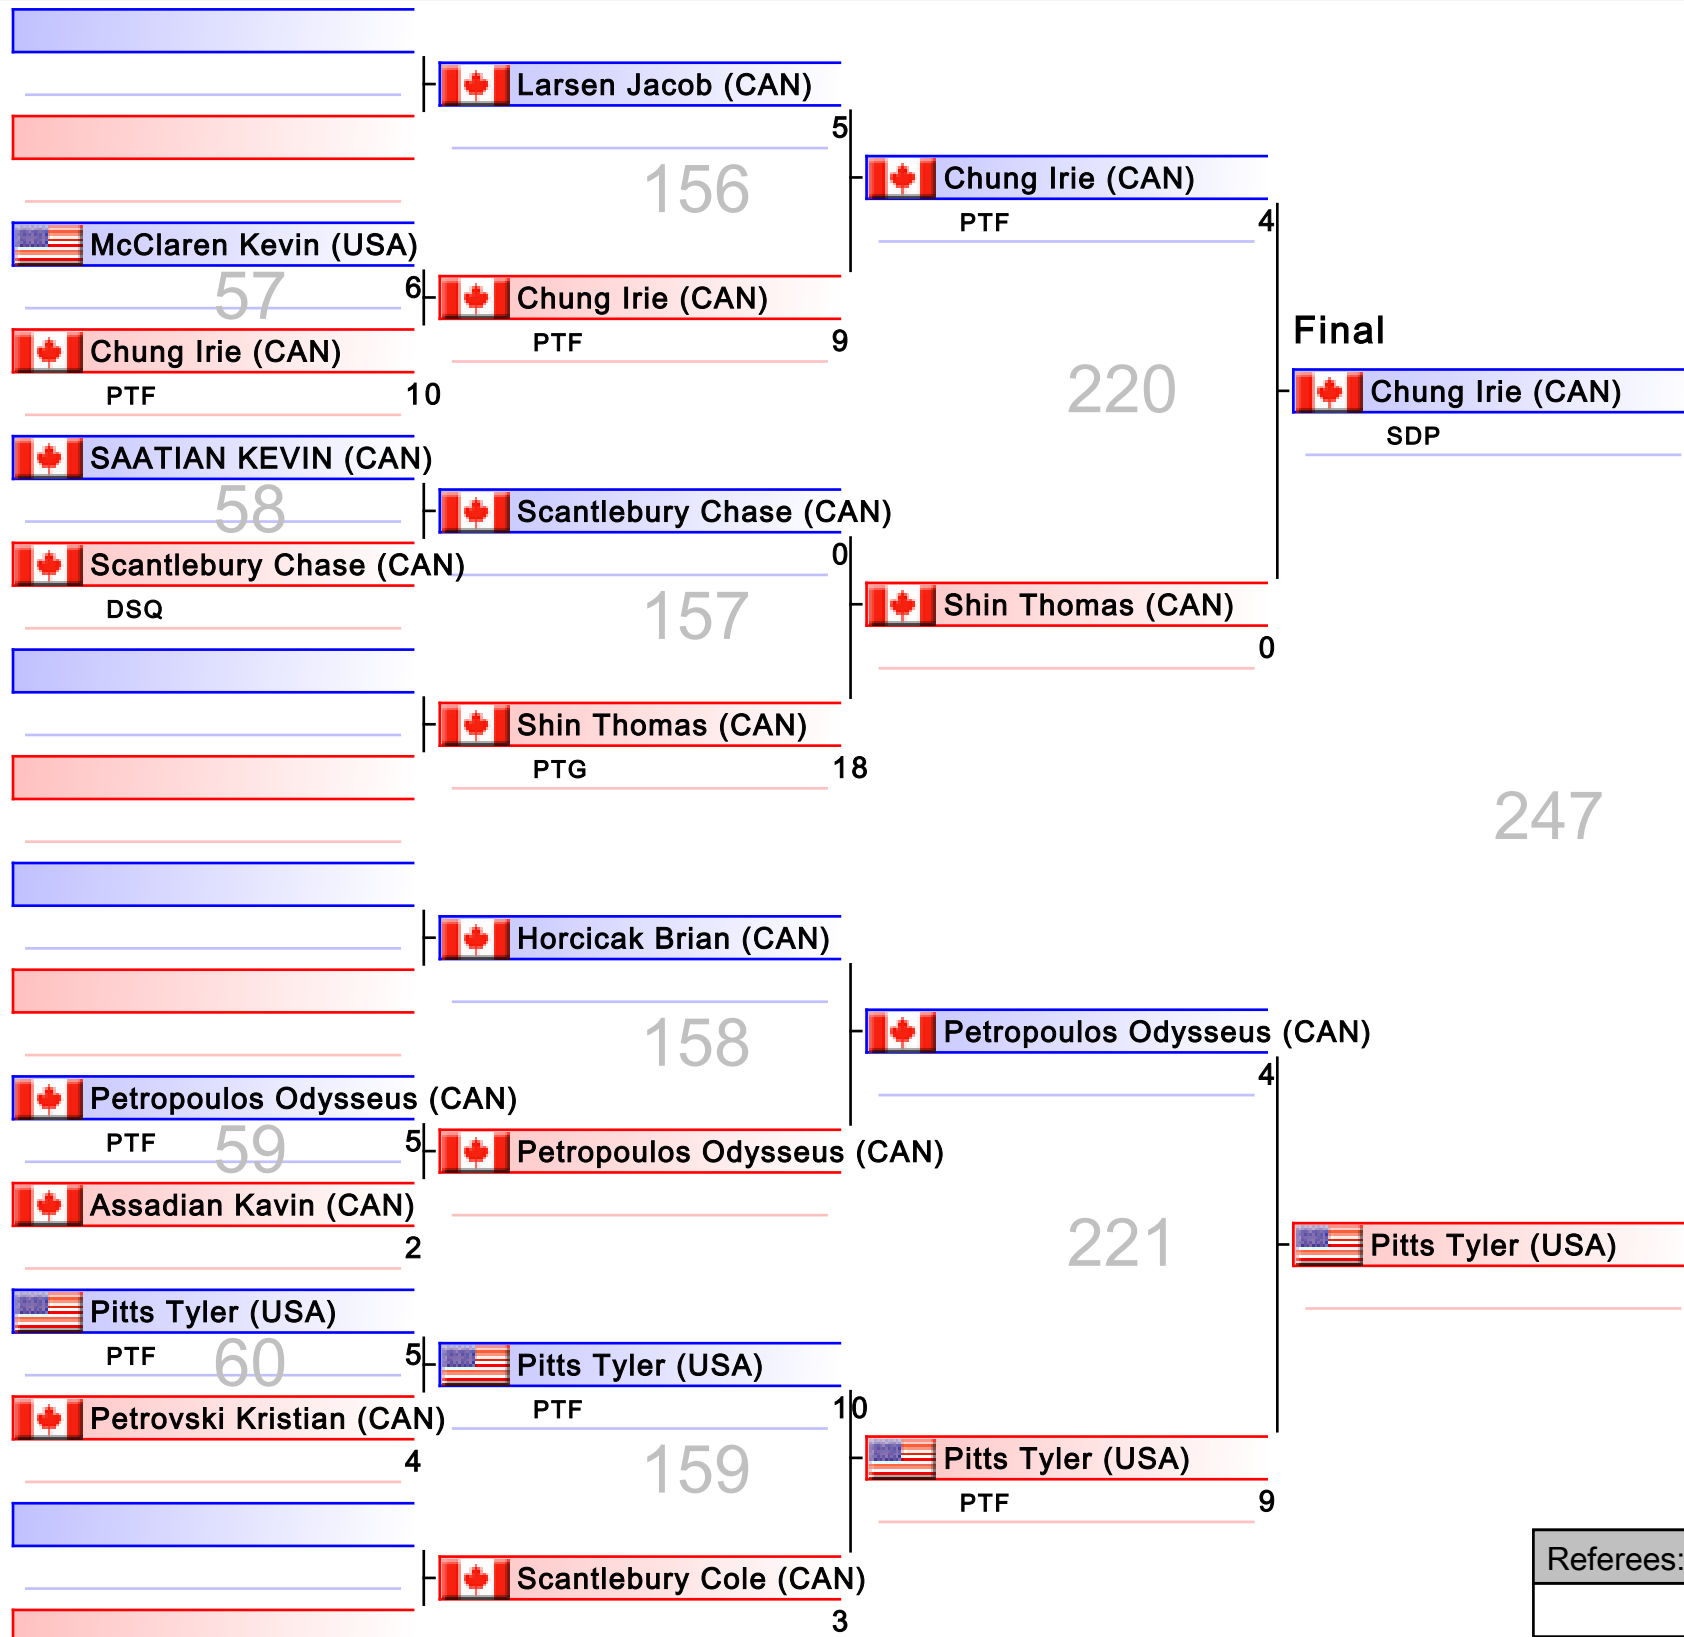 Larsen Jacob (CAN)
5
156
Chung Irie (CAN)
PTF
4
McClaren Kevin (USA)
57
6
Chung Irie (CAN)
PTF
9
Chung Irie (CAN)
PTF
10
220
Final
Chung Irie (CAN)
SDP
SAATIAN KEVIN (CAN)
58
Scantlebury Chase (CAN)
0
Scantlebury Chase (CAN)
DSQ
157
Shin Thomas (CAN)
0
Shin Thomas (CAN)
PTG
18
247
Horcicak Brian (CAN)
158
Petropoulos Odysseus (CAN)
4
Petropoulos Odysseus (CAN)
PTF
59
5
Petropoulos Odysseus (CAN)
Assadian Kavin (CAN)
2
221
Pitts Tyler (USA)
Pitts Tyler (USA)
PTF
60
5
Pitts Tyler (USA)
PTF
10
Petrovski Kristian (CAN)
4
159
Pitts Tyler (USA)
PTF
9
Scantlebury Cole (CAN)
3
Referees: